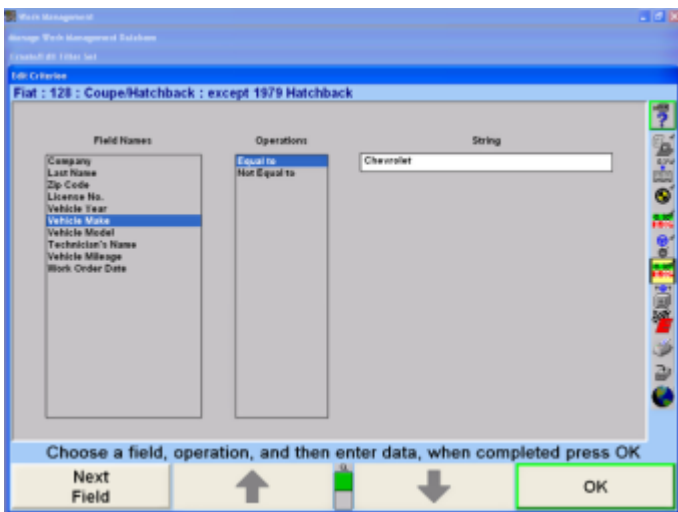 Work Management
Manage Work Management Database
Create/Edit Filter Set
Edit Criterion
Fiat : 128 : Coupe/Hatchback : except 1979 Hatchback
Field Names
Operations
String
Company
Last Name
Zip Code
License No.
Vehicle Year
Vehicle Make
Vehicle Model
Technician's Name
Vehicle Mileage
Work Order Date
Equal to
Not Equal to
Chevrolet
Choose a field, operation, and then enter data, when completed press OK
Next
Field
OK